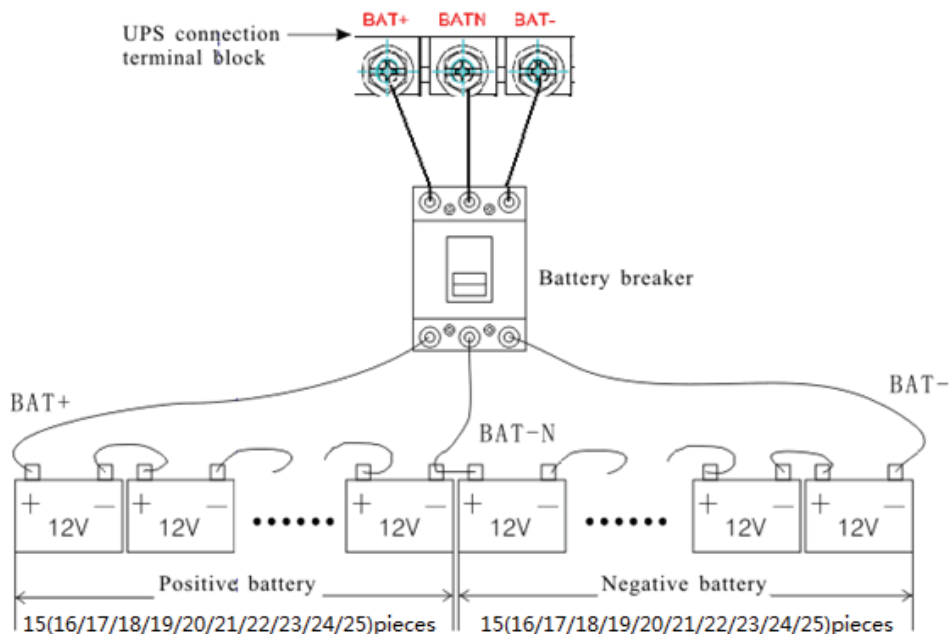 BAT+ BATN BAT-
UPS connection
terminal block
Battery breaker
BAT+
BAT-
BAT-N
+ — 12V
+ — 12V
+ — 12V
+ — 12V
+ — 12V
+ — 12V
Positive battery
Negative battery
15(16/17/18/19/20/21/22/23/24/25)pieces
15(16/17/18/19/20/21/22/23/24/25)pieces